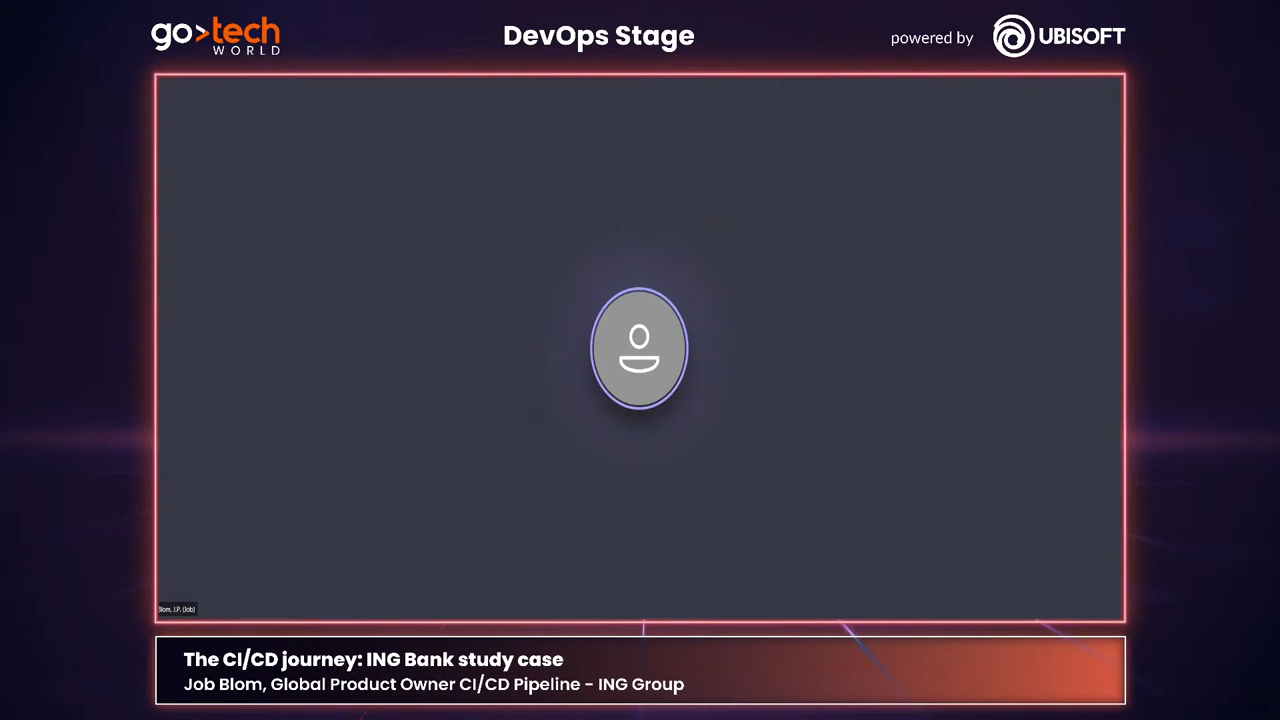 go>tech
WORLD
DevOps Stage
powered by
UBISOFT
Blom, J.P. (Job)
The CI/CD journey: ING Bank study case
Job Blom, Global Product Owner CI/CD Pipeline - ING Group